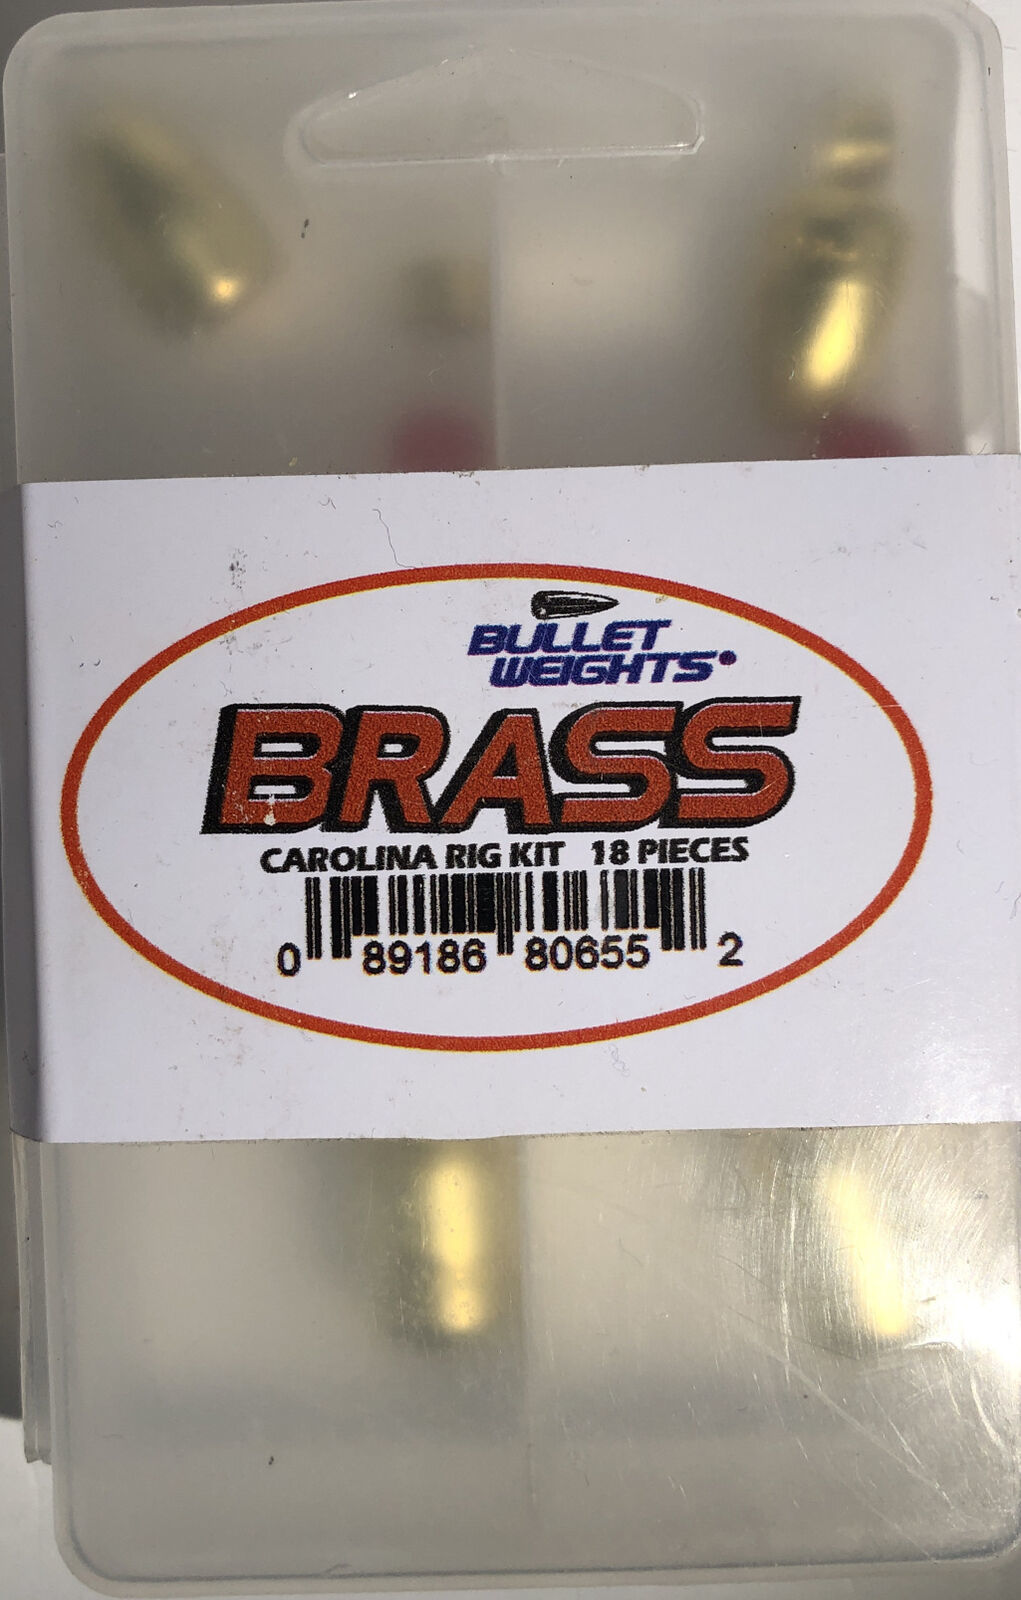 BULLET
WEIGHTS
BRASS
CAROLINA RIG KIT 18 PIECES
0 89186 80655 2